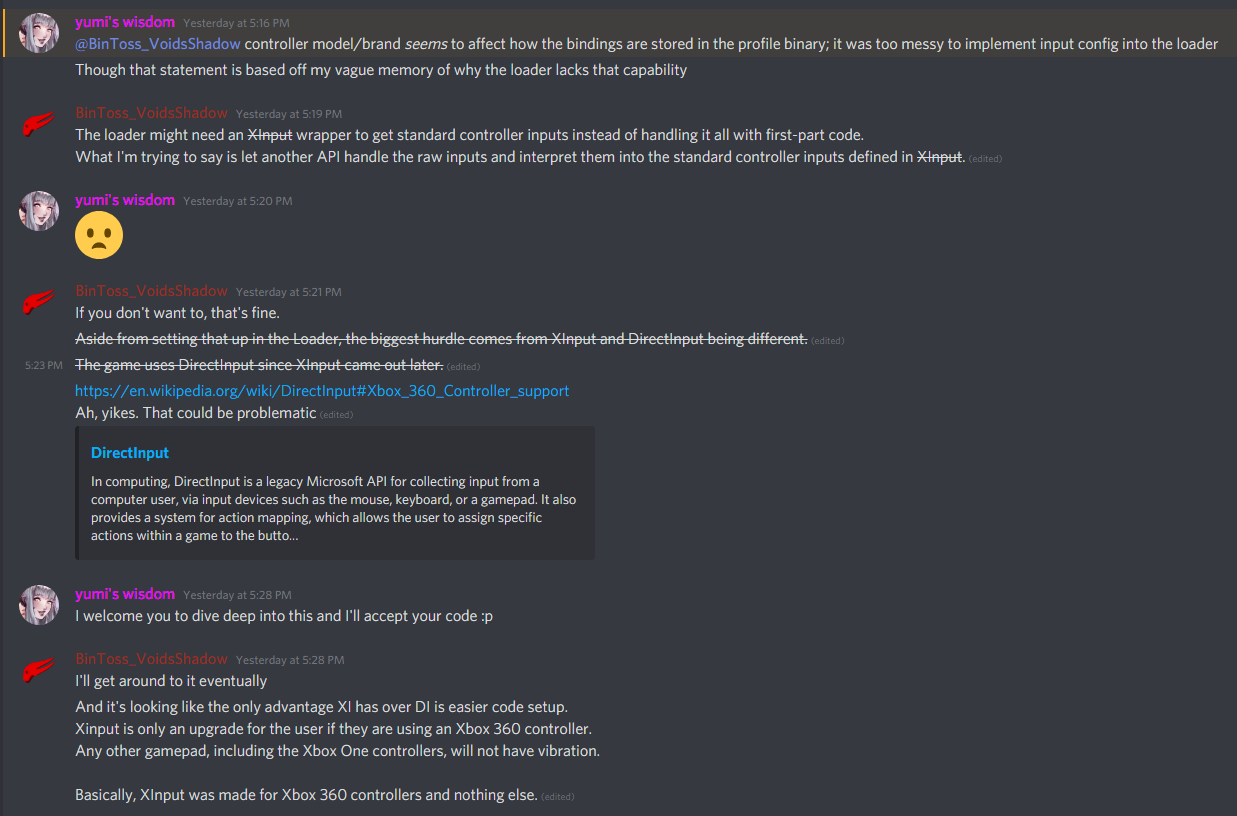 yumi's wisdom Yesterday at 5:16 PM
@BinToss_VoidsShadow controller model/brand seems to affect how the bindings are stored in the profile binary; it was too messy to implement input config into the loader
Though that statement is based off my vague memory of why the loader lacks that capability
BinToss_VoidsShadow Yesterday at 5:19 PM
The loader might need an XInput wrapper to get standard controller inputs instead of handling it all with first-part code.
What I'm trying to say is let another API handle the raw inputs and interpret them into the standard controller inputs defined in XInput. (edited)
yumi's wisdom Yesterday at 5:20 PM
BinToss_VoidsShadow Yesterday at 5:21 PM
If you don't want to, that's fine.
Aside from setting that up in the Loader, the biggest hurdle comes from XInput and DirectInput being different. (edited)
5:23 PM The game uses DirectInput since XInput came out later. (edited)
https://en.wikipedia.org/wiki/DirectInput#Xbox_360_Controller_support
Ah, yikes. That could be problematic (edited)
DirectInput
In computing, DirectInput is a legacy Microsoft API for collecting input from a
computer user, via input devices such as the mouse, keyboard, or a gamepad. It also
provides a system for action mapping, which allows the user to assign specific
actions within a game to the butto...
yumi's wisdom Yesterday at 5:28 PM
I welcome you to dive deep into this and I'll accept your code :p
BinToss_VoidsShadow Yesterday at 5:28 PM
I'll get around to it eventually
And it's looking like the only advantage XI has over DI is easier code setup.
Xinput is only an upgrade for the user if they are using an Xbox 360 controller.
Any other gamepad, including the Xbox One controllers, will not have vibration.
Basically, XInput was made for Xbox 360 controllers and nothing else. (edited)